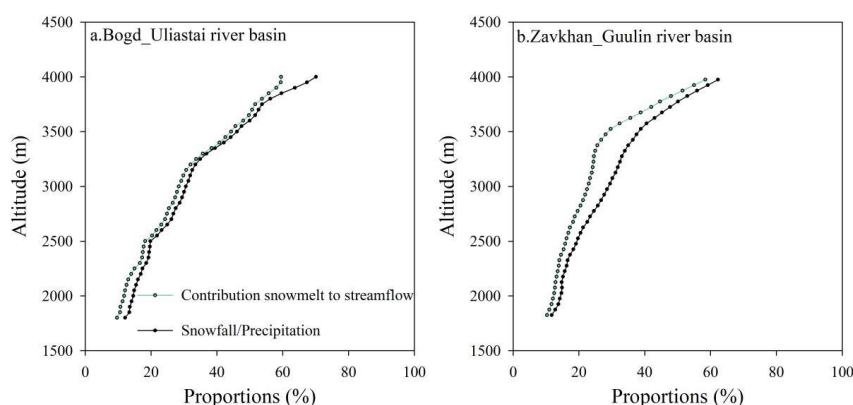 a.Bogd_Uliastai river basin
Altitude (m)
4500
4000
3500
3000
2500
2000
1500
Contribution snowmelt to streamflow
Snowfall/Precipitation
0 20 40 60 80 100
Proportions (%)
b.Zavkhan_Guulin river basin
Altitude (m)
4500
4000
3500
3000
2500
2000
1500
0 20 40 60 80 100
Proportions (%)